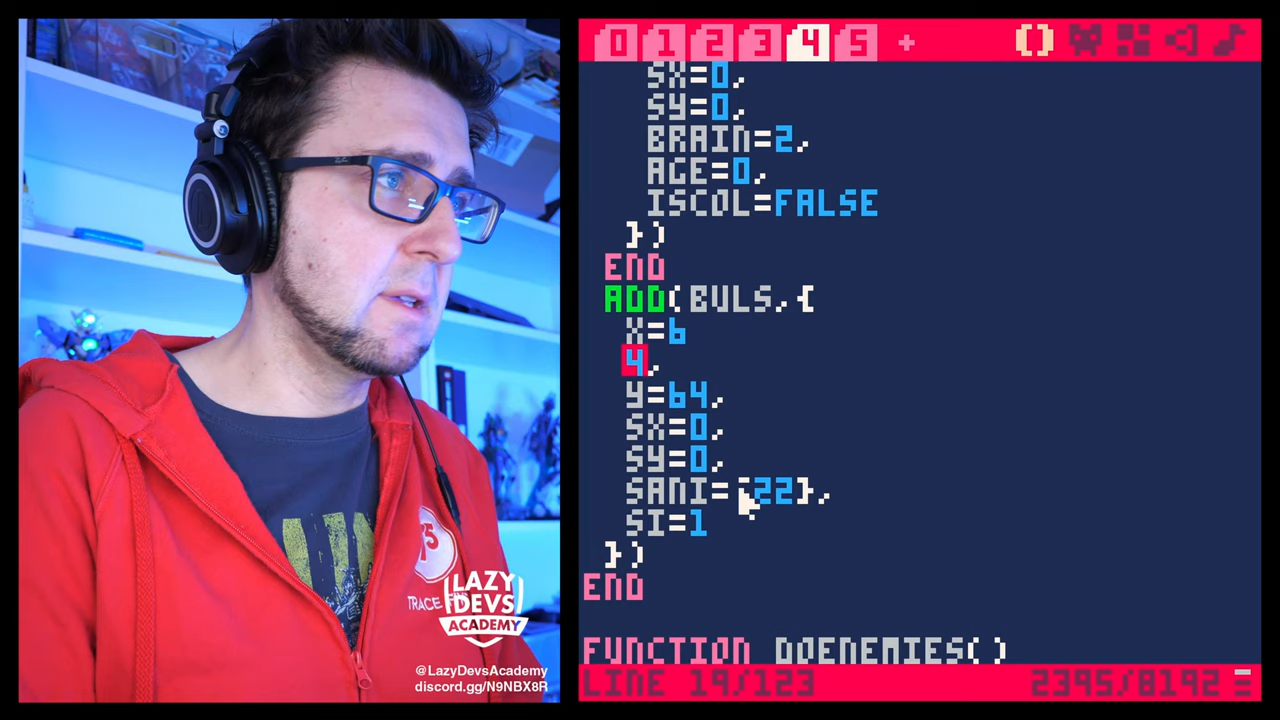 0 1 2 3 4 5 +
()
SX=0,
SY=0,
BRAIN=2,
AGE=0,
ISCOL=FALSE
})
END
ADD(BULS,{
X=6
4,
Y=64,
SX=0,
SY=0,
SANI={22},
SI=1
})
END
FUNCTION DOENEMIES()
LINE 19/123
2395/8192
TRACE
LAZY
DEVS
ACADEMY
@LazyDevsAcademy
discord.gg/N9NBX8R